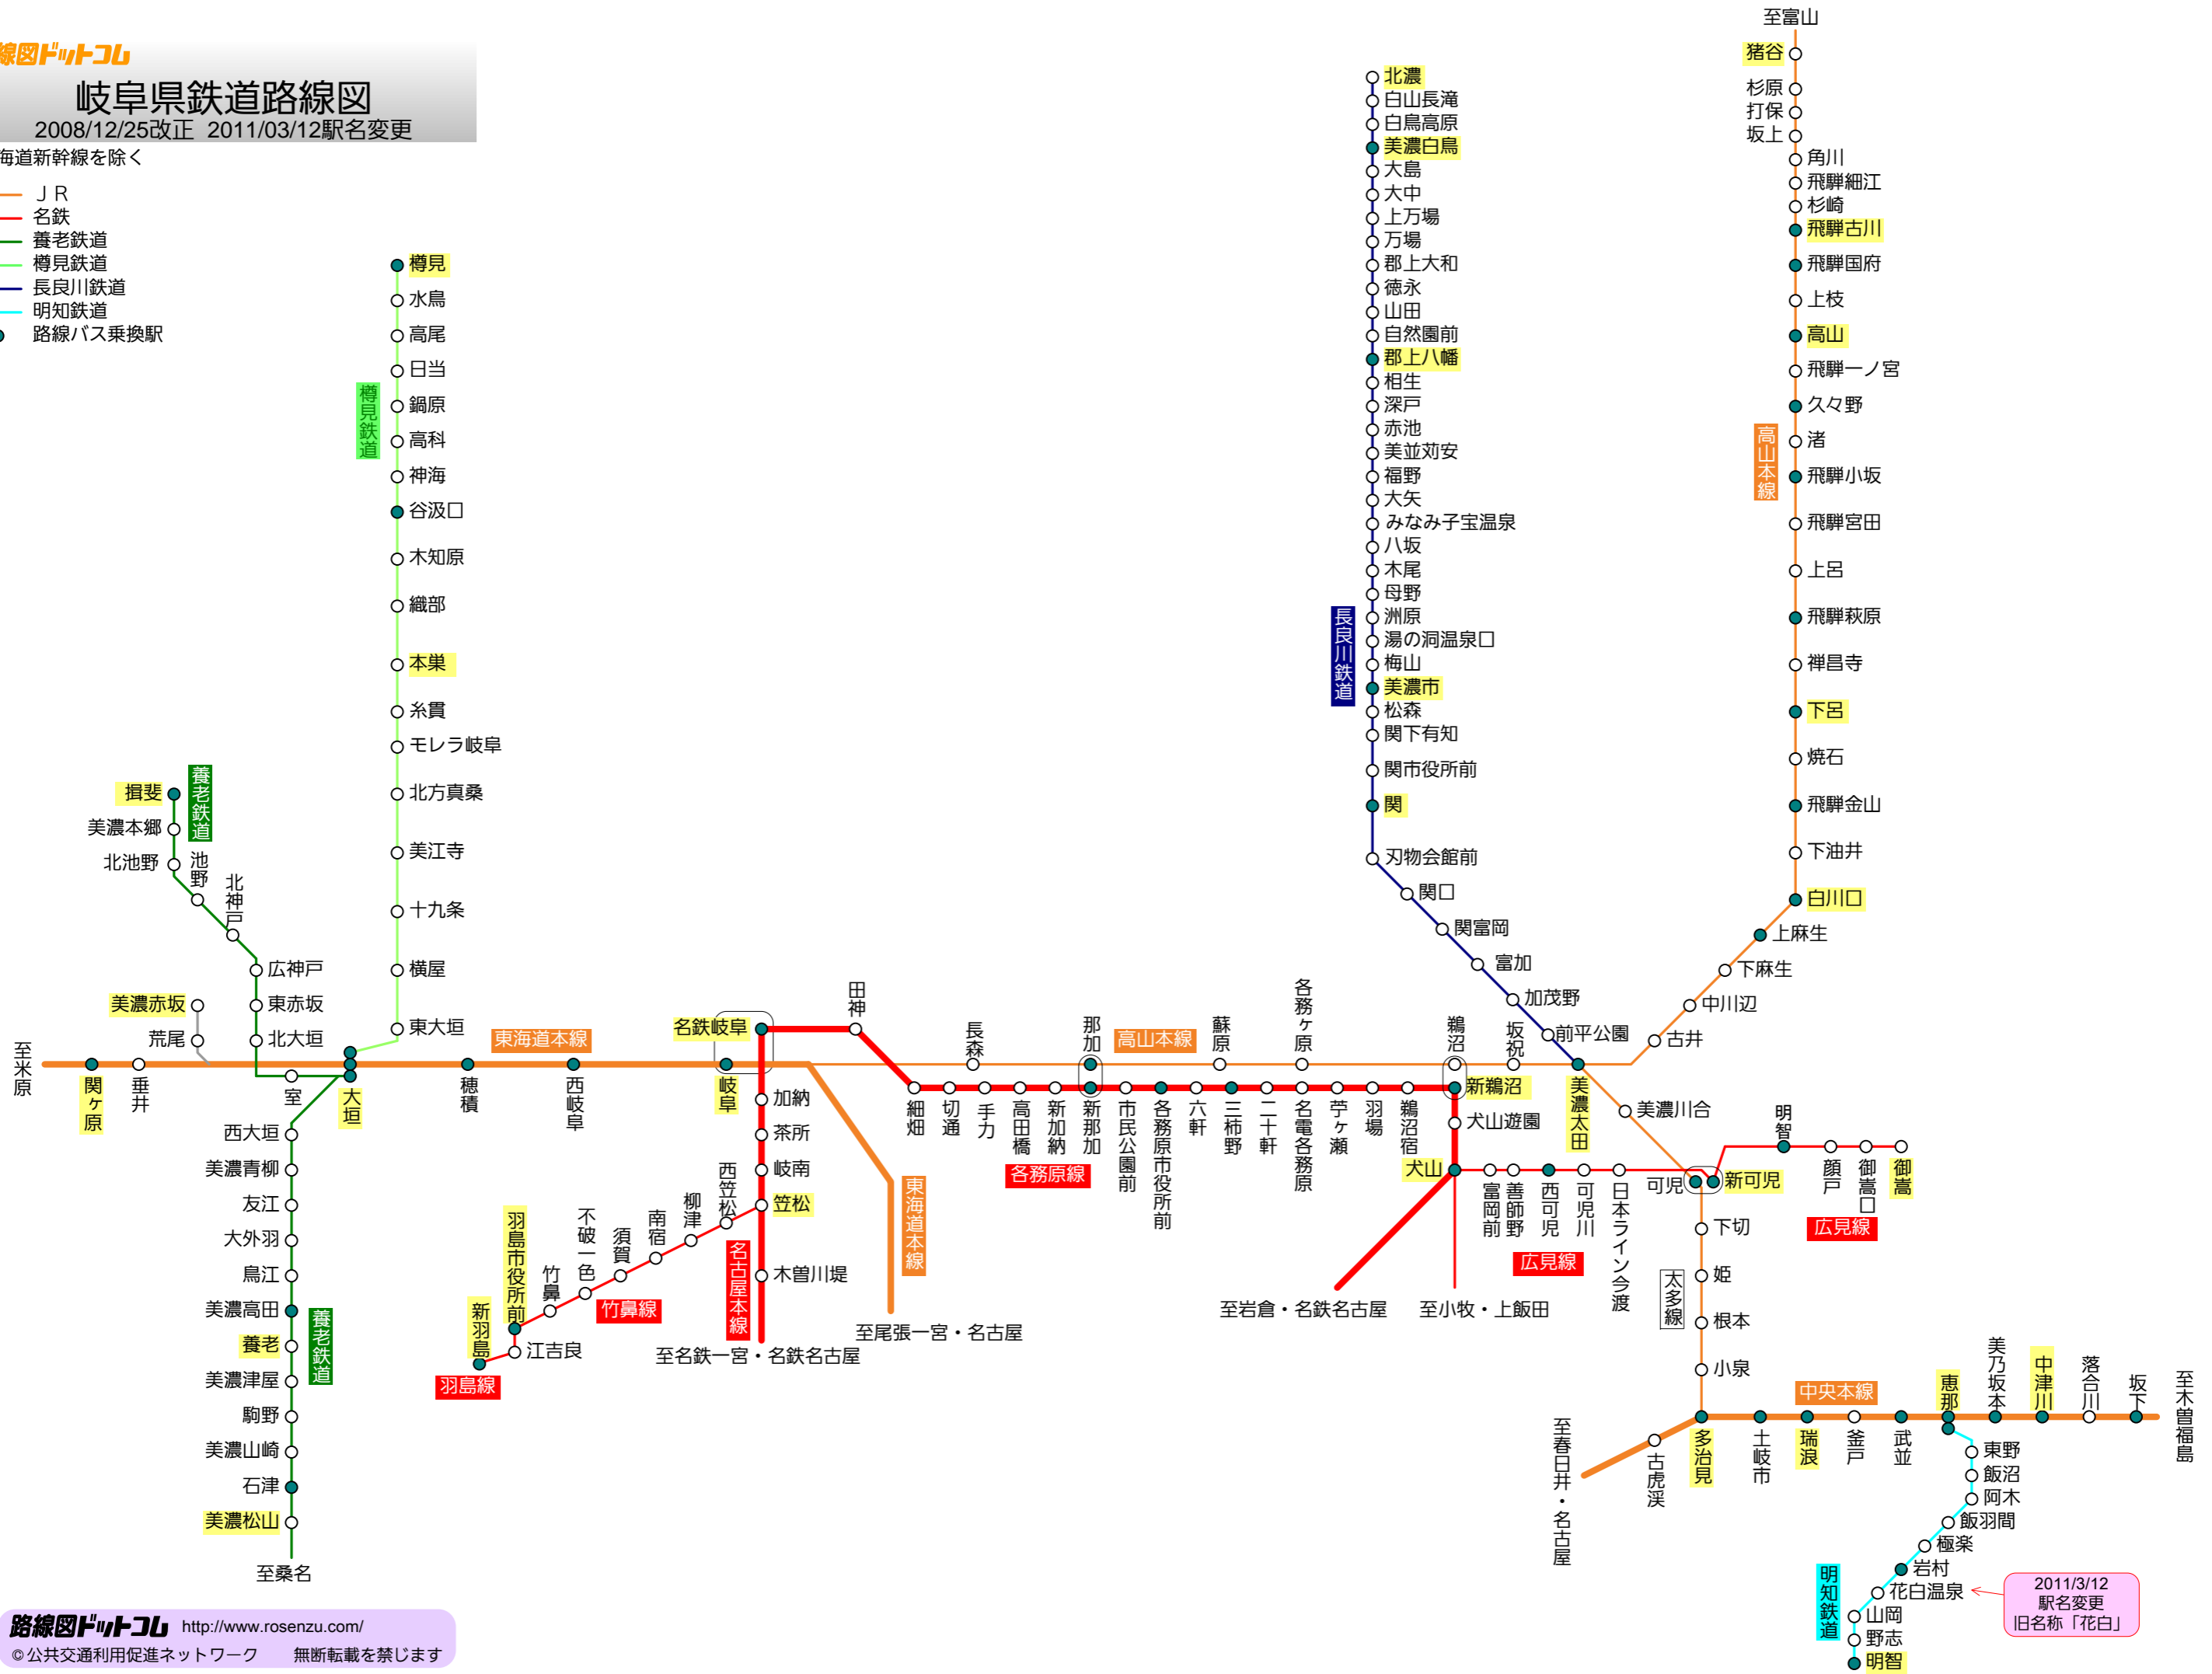 線図ドットコム
岐阜県鉄道路線図
2008/12/25改正 2011/03/12駅名変更
海道新幹線を除く
ＪＲ
名鉄
養老鉄道
樽見鉄道
長良川鉄道
明知鉄道
路線バス乗換駅
樽見鉄道
樽見
水鳥
高尾
日当
鍋原
高科
神海
谷汲口
木知原
織部
本巣
糸貫
モレラ岐阜
北方真桑
美江寺
十九条
横屋
東大垣
養老鉄道
揖斐
美濃本郷
北池野
池野
北神戸
広神戸
東赤坂
北大垣
室
美濃赤坂
荒尾
至米原
関ヶ原
垂井
大垣
穂積
東海道本線
西岐阜
岐阜
西大垣
美濃青柳
友江
大外羽
鳥江
美濃高田
養老
美濃津屋
駒野
美濃山崎
石津
美濃松山
至桑名
養老鉄道
名鉄岐阜
加納
茶所
岐南
笠松
木曽川堤
名古屋本線
至名鉄一宮・名鉄名古屋
西笠松
柳津
南宿
須賀
不破一色
竹鼻
羽島市役所前
江吉良
新羽島
竹鼻線
羽島線
東海道本線
至尾張一宮・名古屋
田神
細畑
切通
手力
高田橋
新加納
新那加
市民公園前
各務原市役所前
六軒
三柿野
二十軒
名電各務原
苧ヶ瀬
羽場
鵜沼宿
新鵜沼
各務原線
長森
那加
高山本線
蘇原
各務ヶ原
鵜沼
坂祝
美濃太田
犬山遊園
犬山
至岩倉・名鉄名古屋
至小牧・上飯田
富岡前
善師野
西可児
可児川
日本ライン今渡
広見線
可児
新可児
明智
顔戸
御嵩口
御嵩
広見線
長良川鉄道
北濃
白山長滝
白鳥高原
美濃白鳥
大島
大中
上万場
万場
郡上大和
徳永
山田
自然園前
郡上八幡
相生
深戸
赤池
美並苅安
福野
大矢
みなみ子宝温泉
八坂
木尾
母野
洲原
湯の洞温泉口
梅山
美濃市
松森
関下有知
関市役所前
関
刃物会館前
関口
関富岡
富加
加茂野
前平公園
至富山
猪谷
杉原
打保
坂上
角川
飛騨細江
杉崎
飛騨古川
飛騨国府
上枝
高山
飛騨一ノ宮
久々野
渚
飛騨小坂
飛騨宮田
上呂
飛騨萩原
禅昌寺
下呂
焼石
飛騨金山
下油井
白川口
上麻生
下麻生
中川辺
古井
高山本線
美濃川合
下切
姫
根本
小泉
太多線
至春日井・名古屋
古虎渓
多治見
土岐市
瑞浪
釜戸
武並
恵那
美乃坂本
中津川
落合川
坂下
至木曽福島
中央本線
東野
飯沼
阿木
飯羽間
極楽
岩村
花白温泉
山岡
野志
明智
明知鉄道
2011/3/12
駅名変更
旧名称「花白」
路線図ドットコム http://www.rosenzu.com/
©公共交通利用促進ネットワーク 無断転載を禁じます